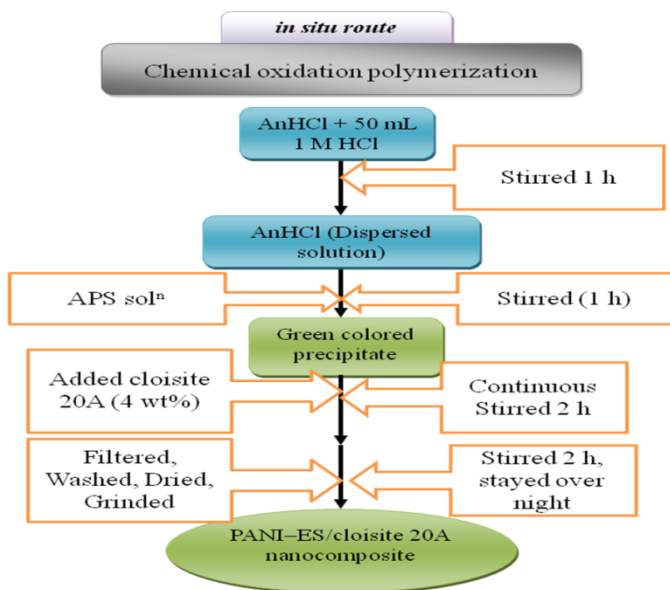 in situ route
Chemical oxidation polymerization
AnHCl + 50 mL
1 M HCl
Stirred 1 h
AnHCl (Dispersed
solution)
APS solⁿ
Stirred (1 h)
Green colored
precipitate
Added cloisite
20A (4 wt%)
Continuous
Stirred 2 h
Filtered,
Washed, Dried,
Grinded
Stirred 2 h,
stayed over
night
PANI–ES/cloisite 20A
nanocomposite